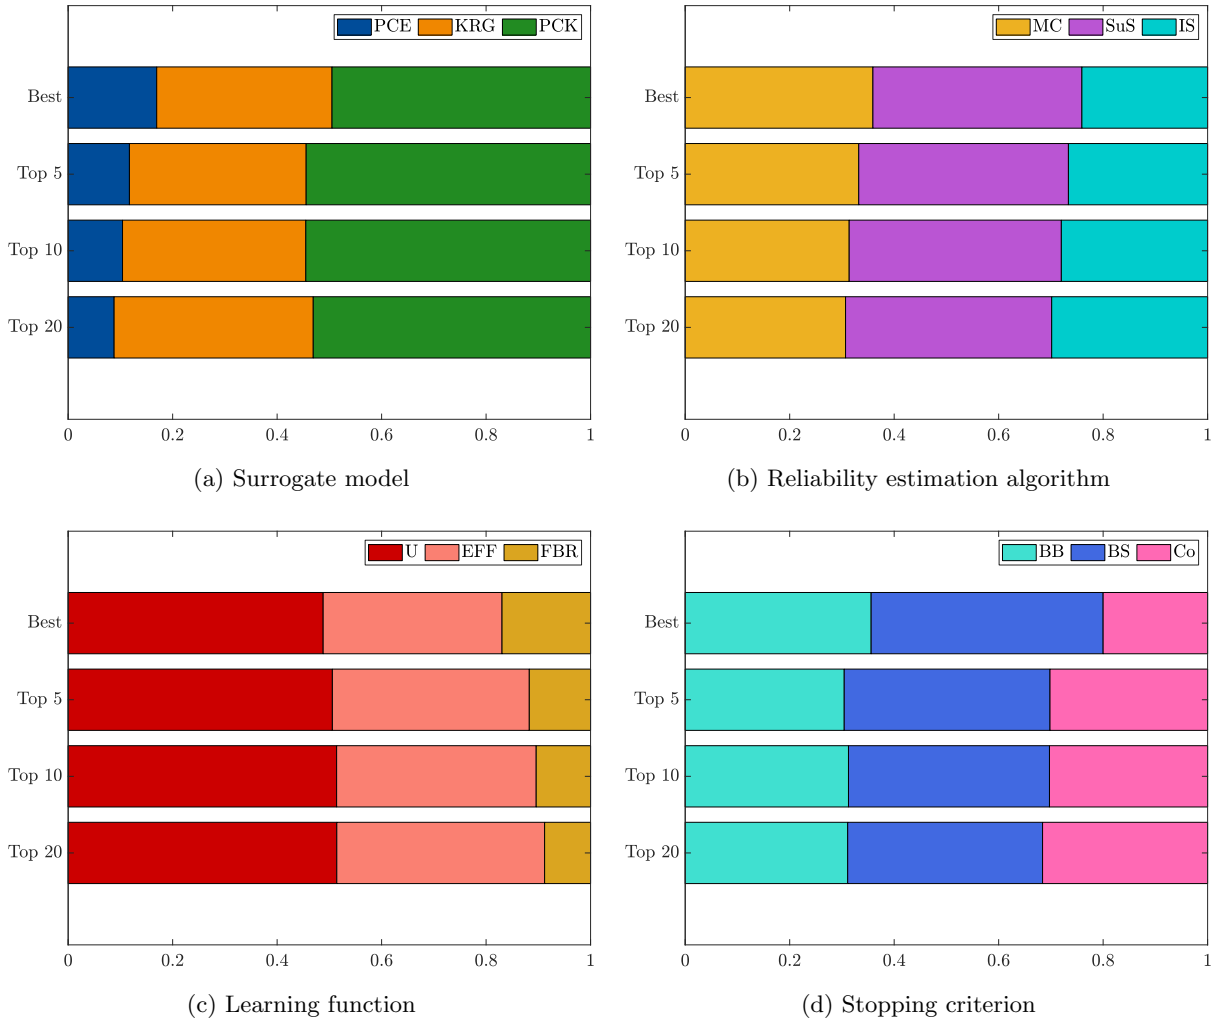 PCE KRG PCK
Best
Top 5
Top 10
Top 20
0 0.2 0.4 0.6 0.8 1
(a) Surrogate model
MC SuS IS
Best
Top 5
Top 10
Top 20
0 0.2 0.4 0.6 0.8 1
(b) Reliability estimation algorithm
U EFF FBR
Best
Top 5
Top 10
Top 20
0 0.2 0.4 0.6 0.8 1
(c) Learning function
BB BS Co
Best
Top 5
Top 10
Top 20
0 0.2 0.4 0.6 0.8 1
(d) Stopping criterion